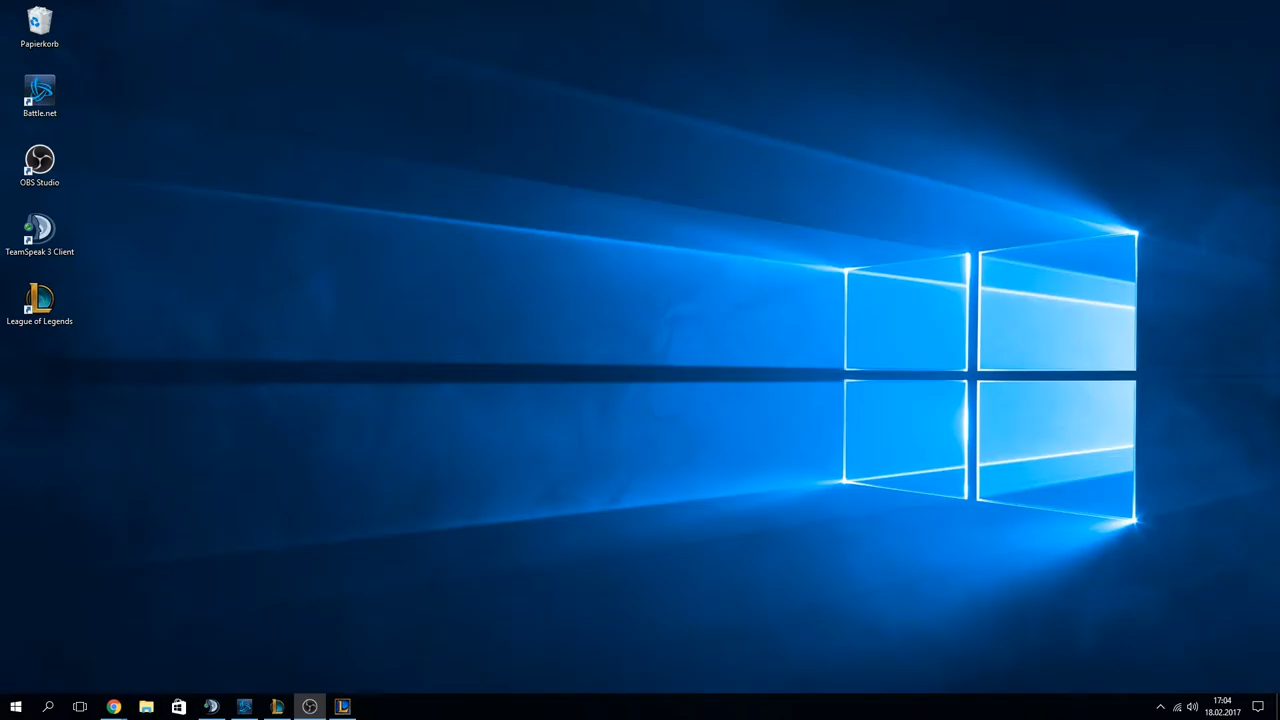 Papierkorb
Battle.net
OBS Studio
TeamSpeak 3 Client
League of Legends
17:04
18.02.2017